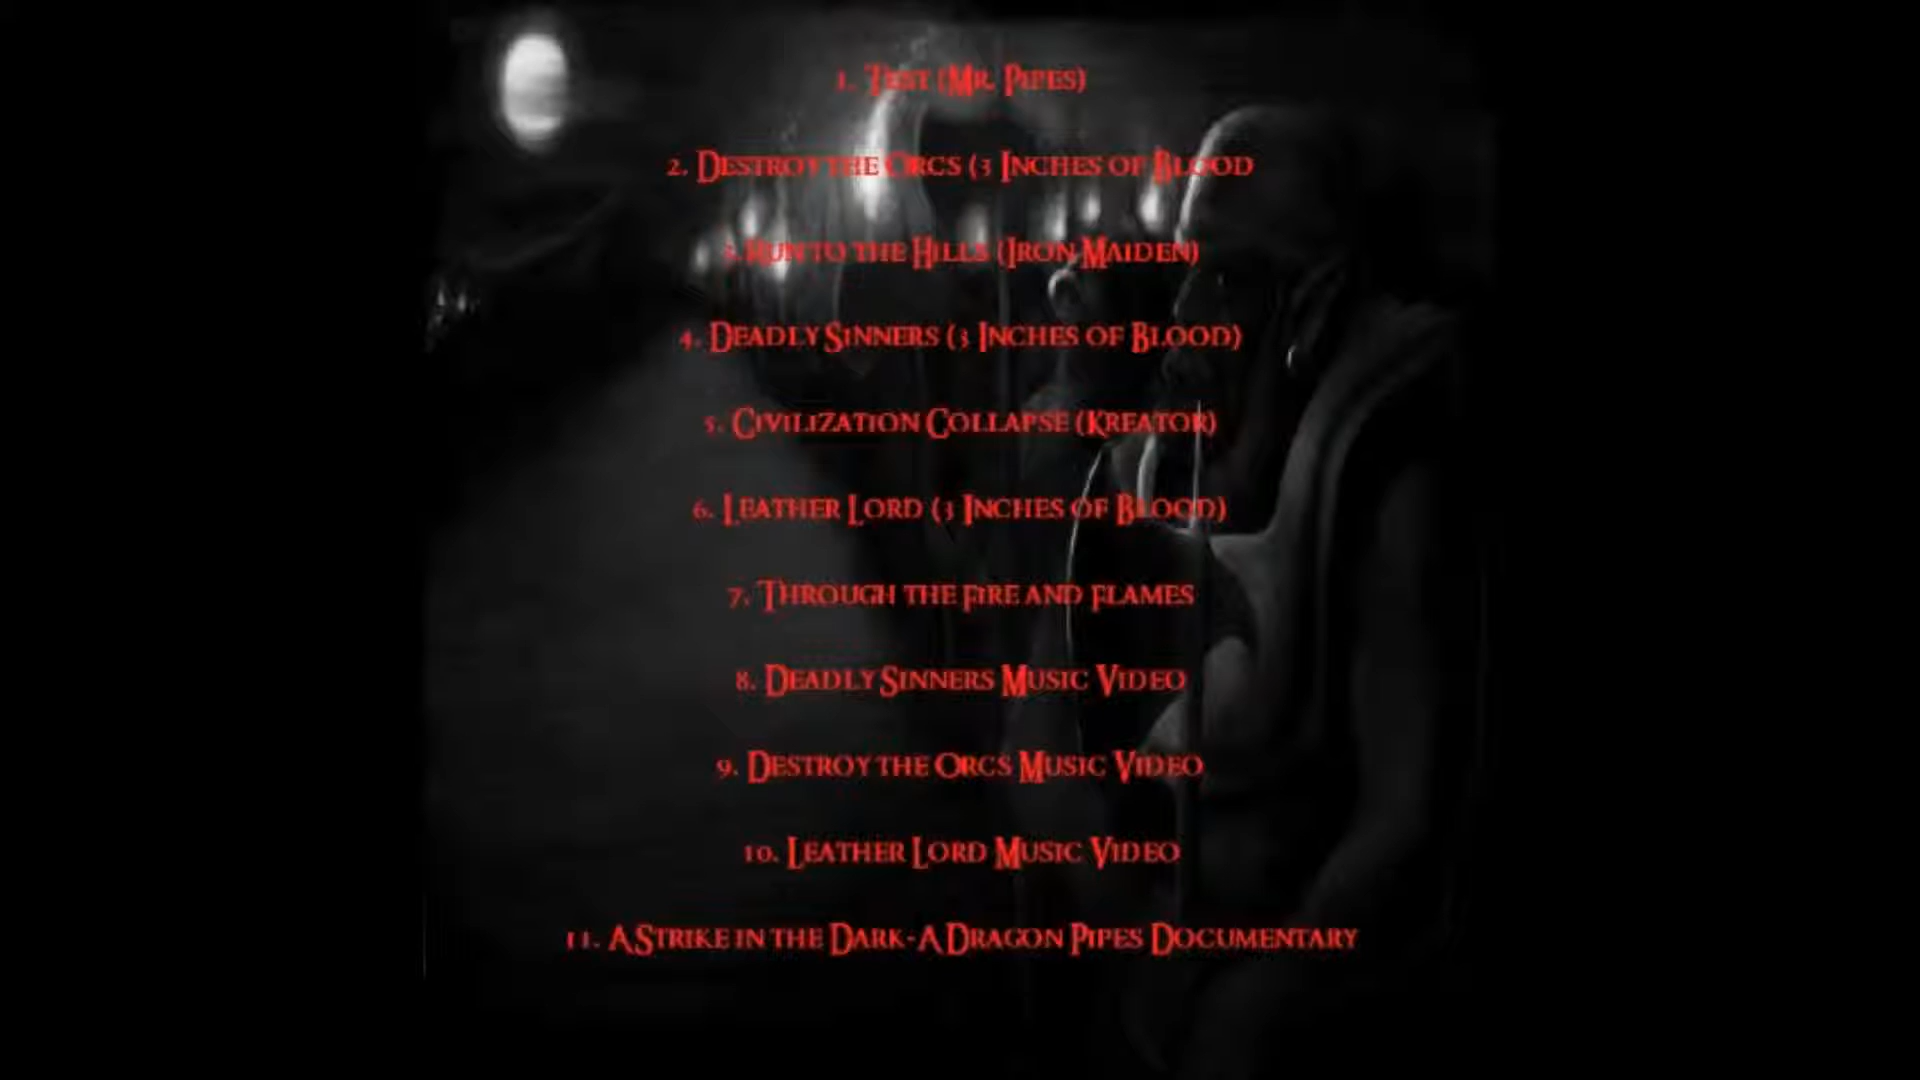 1. Test (Mr. Pipes)
2. Destroy the Orcs (3 Inches of Blood
3. Run to the Hills (Iron Maiden)
4. Deadly Sinners (3 Inches of Blood)
5. Civilization Collapse (Kreator)
6. Leather Lord (3 Inches of Blood)
7. Through the Fire and Flames
8. Deadly Sinners Music Video
9. Destroy the Orcs Music Video
10. Leather Lord Music Video
11. A Strike in the Dark-A Dragon Pipes Documentary